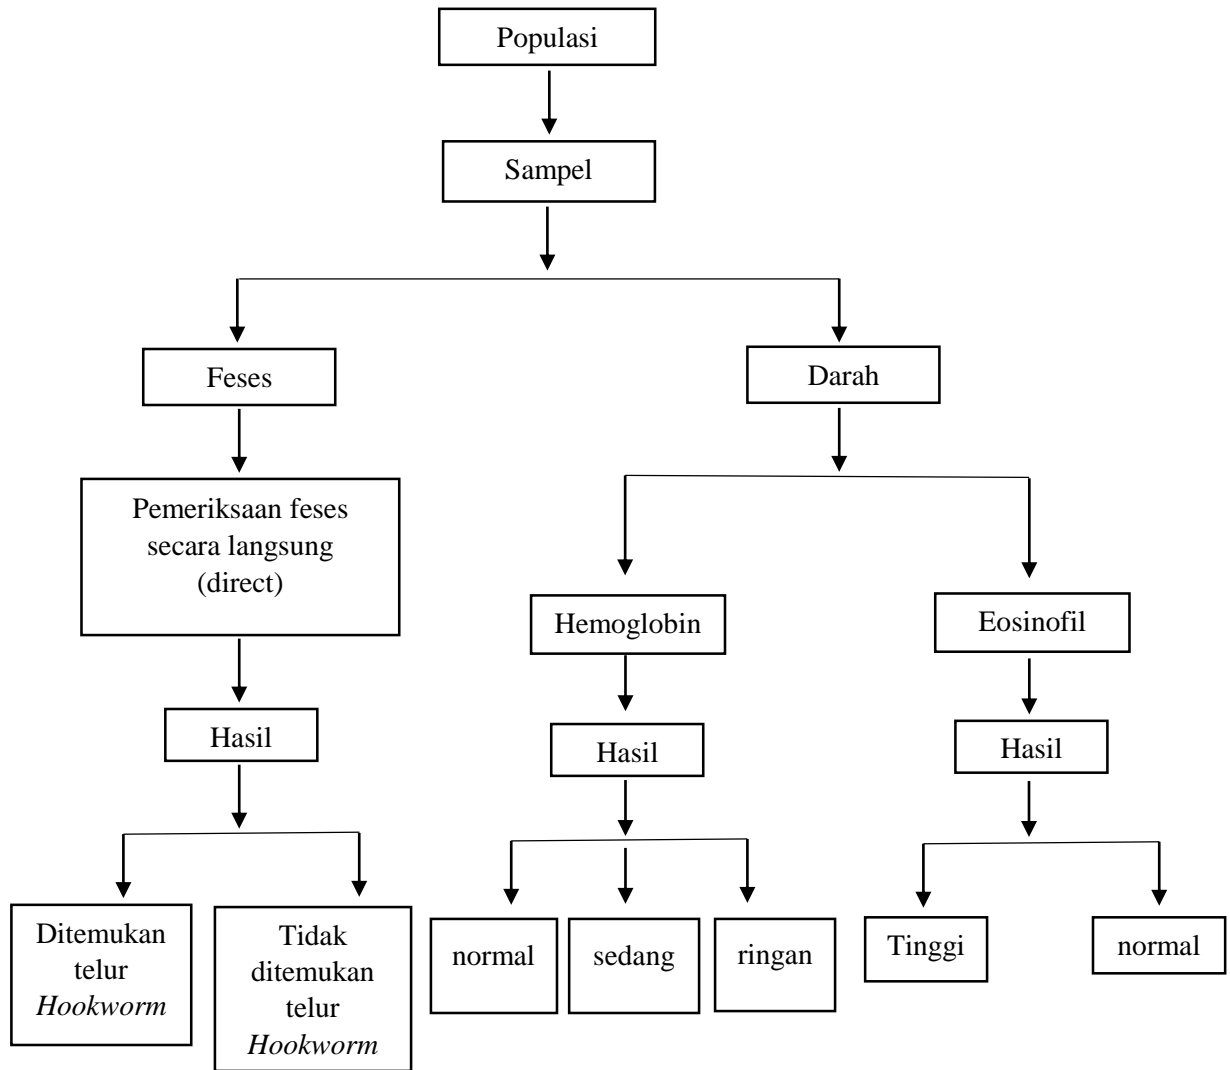 Populasi
Sampel
Feses
Darah
Pemeriksaan feses
secara langsung
(direct)
Hemoglobin
Eosinofil
Hasil
Hasil
Hasil
Ditemukan
telur
Hookworm
Tidak
ditemukan
telur
Hookworm
normal
sedang
ringan
Tinggi
normal